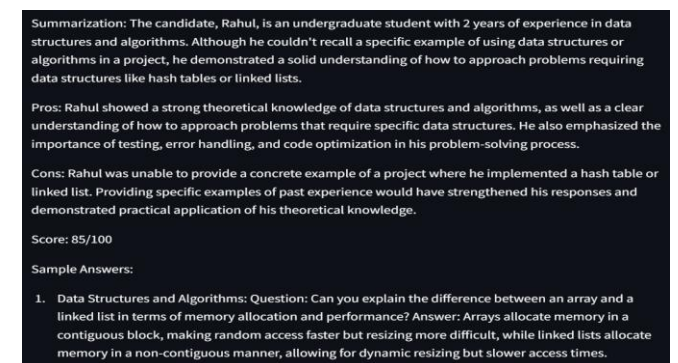 Summarization: The candidate, Rahul, is an undergraduate student with 2 years of experience in data
structures and algorithms. Although he couldn't recall a specific example of using data structures or
algorithms in a project, he demonstrated a solid understanding of how to approach problems requiring
data structures like hash tables or linked lists.
Pros: Rahul showed a strong theoretical knowledge of data structures and algorithms, as well as a clear
understanding of how to approach problems that require specific data structures. He also emphasized the
importance of testing, error handling, and code optimization in his problem-solving process.
Cons: Rahul was unable to provide a concrete example of a project where he implemented a hash table or
linked list. Providing specific examples of past experience would have strengthened his responses and
demonstrated practical application of his theoretical knowledge.
Score: 85/100
Sample Answers:
1. Data Structures and Algorithms: Question: Can you explain the difference between an array and a
linked list in terms of memory allocation and performance? Answer: Arrays allocate memory in a
contiguous block, making random access faster but resizing more difficult, while linked lists allocate
memory in a non-contiguous manner, allowing for dynamic resizing but slower access times.